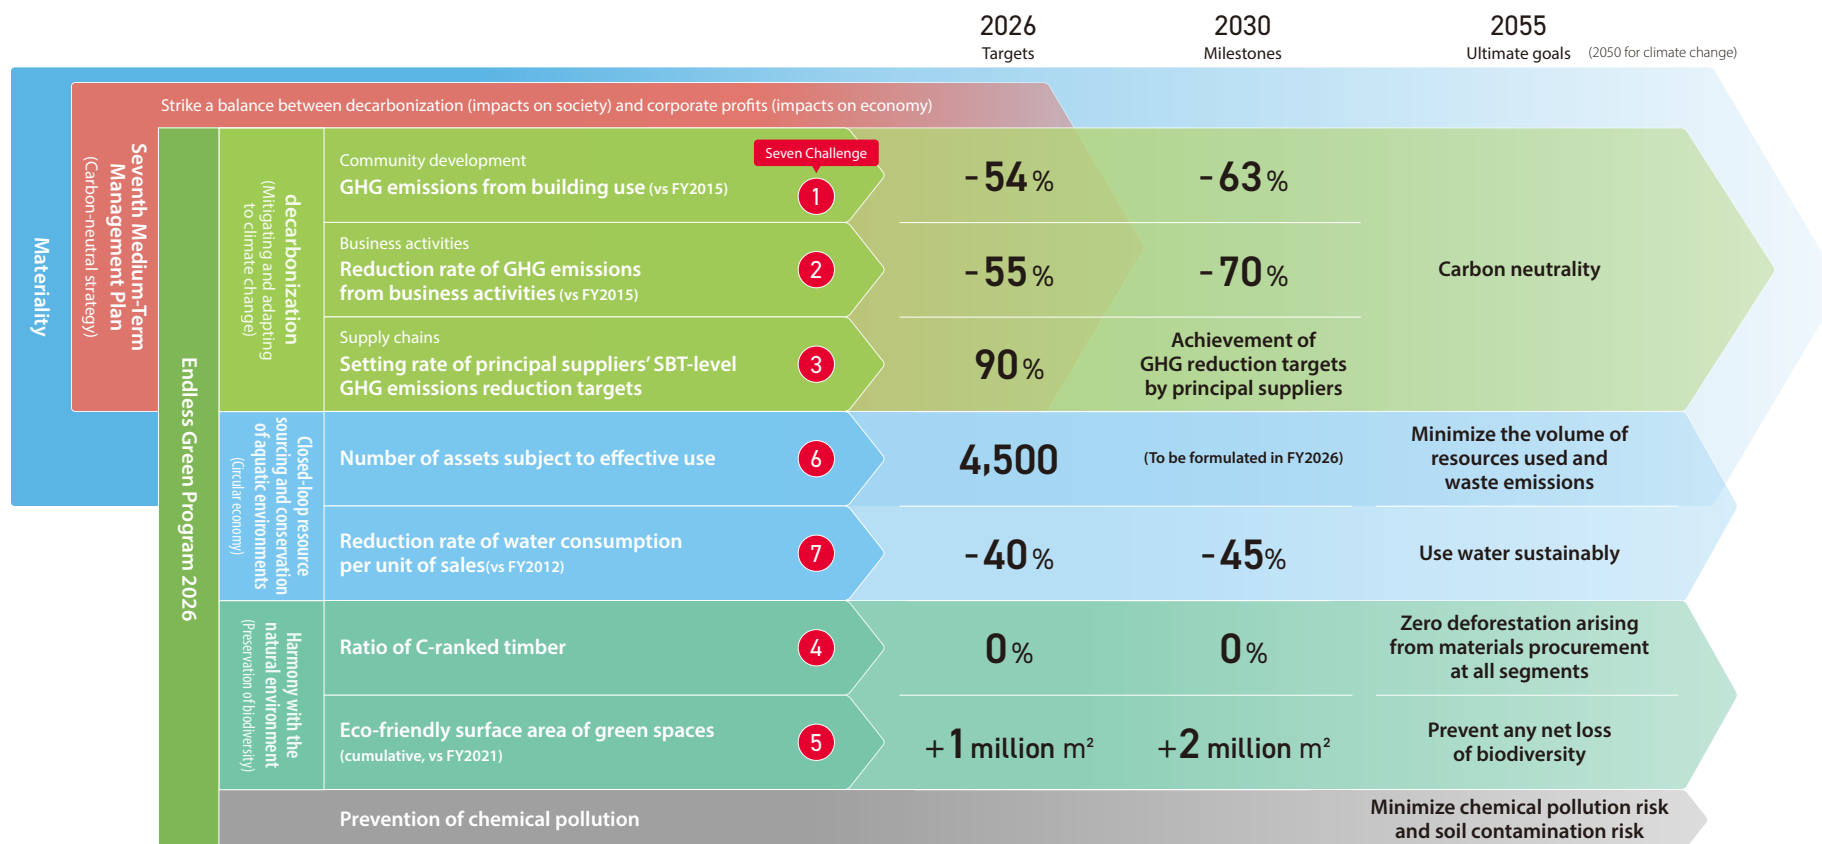 2026
Targets
2030
Milestones
2055
Ultimate goals
(2050 for climate change)
Materiality
Seventh Medium-Term
Management Plan
(Carbon-neutral strategy)
Strike a balance between decarbonization (impacts on society) and corporate profits (impacts on economy)
Endless Green Program 2026
decarbonization
(Mitigating and adapting
to climate change)
Seven Challenge
Community development
GHG emissions from building use (vs FY2015)
1
-54%
-63%
Business activities
Reduction rate of GHG emissions
from business activities (vs FY2015)
2
-55%
-70%
Carbon neutrality
Supply chains
Setting rate of principal suppliers’ SBT-level
GHG emissions reduction targets
3
90%
Achievement of
GHG reduction targets
by principal suppliers
Closed-loop resource
sourcing and conservation
of aquatic environments
(Circular economy)
Number of assets subject to effective use
6
4,500
(To be formulated in FY2026)
Minimize the volume of
resources used and
waste emissions
Reduction rate of water consumption
per unit of sales(vs FY2012)
7
-40%
-45%
Use water sustainably
Harmony with the
natural environment
(Preservation of biodiversity)
Ratio of C-ranked timber
4
0%
0%
Zero deforestation arising
from materials procurement
at all segments
Eco-friendly surface area of green spaces
(cumulative, vs FY2021)
5
+1 million m²
+2 million m²
Prevent any net loss
of biodiversity
Prevention of chemical pollution
Minimize chemical pollution risk
and soil contamination risk